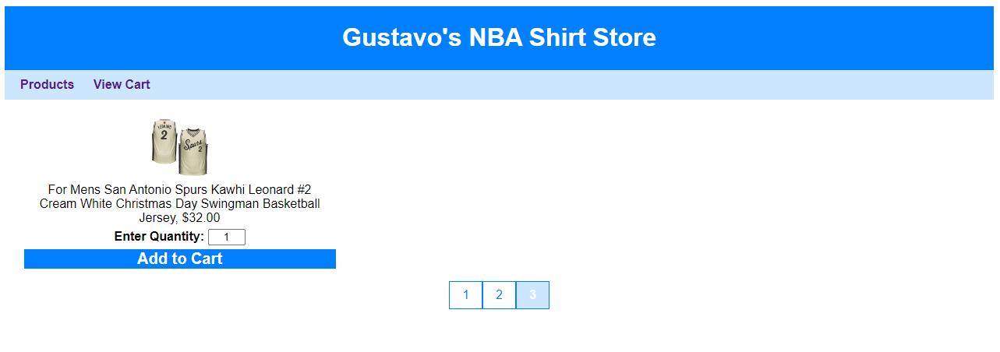 Gustavo's NBA Shirt Store
Products View Cart
LEONARD
2
Spurs
2
For Mens San Antonio Spurs Kawhi Leonard #2
Cream White Christmas Day Swingman Basketball
Jersey, $32.00
Enter Quantity: 1
Add to Cart
1 2 3